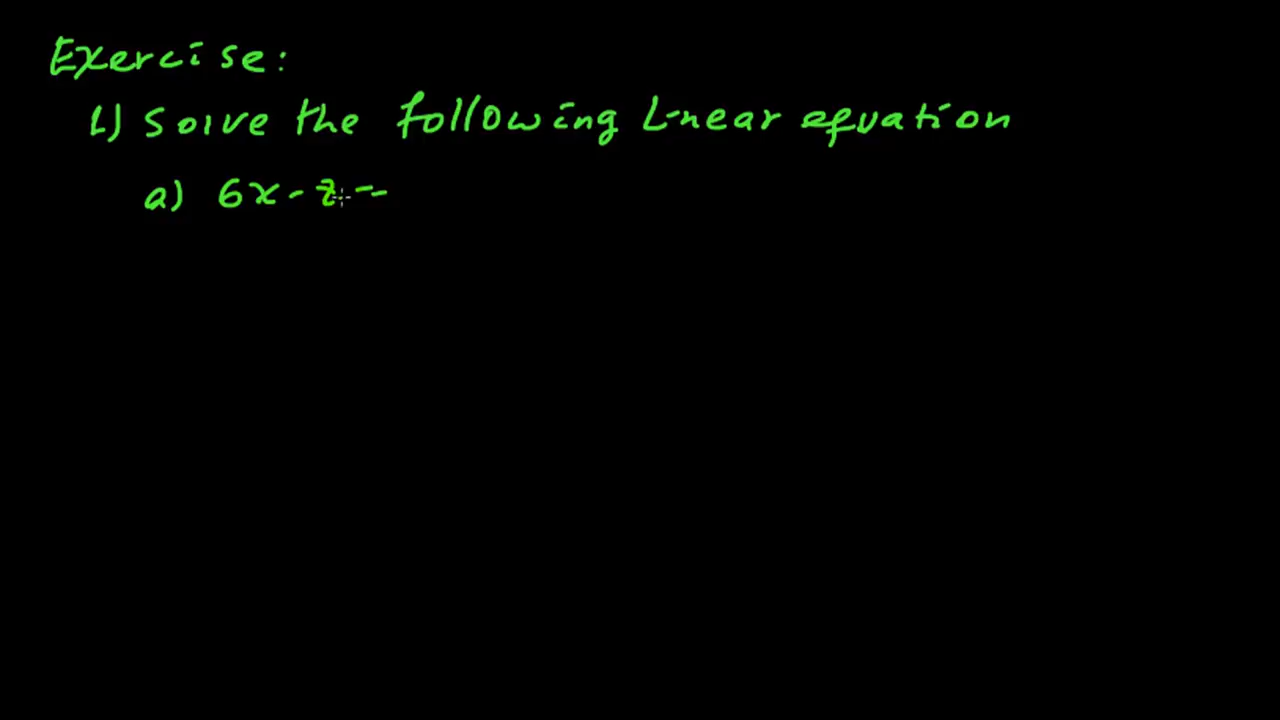 Exercise:
1) Solve the following Linear equation
a) 6x - z =